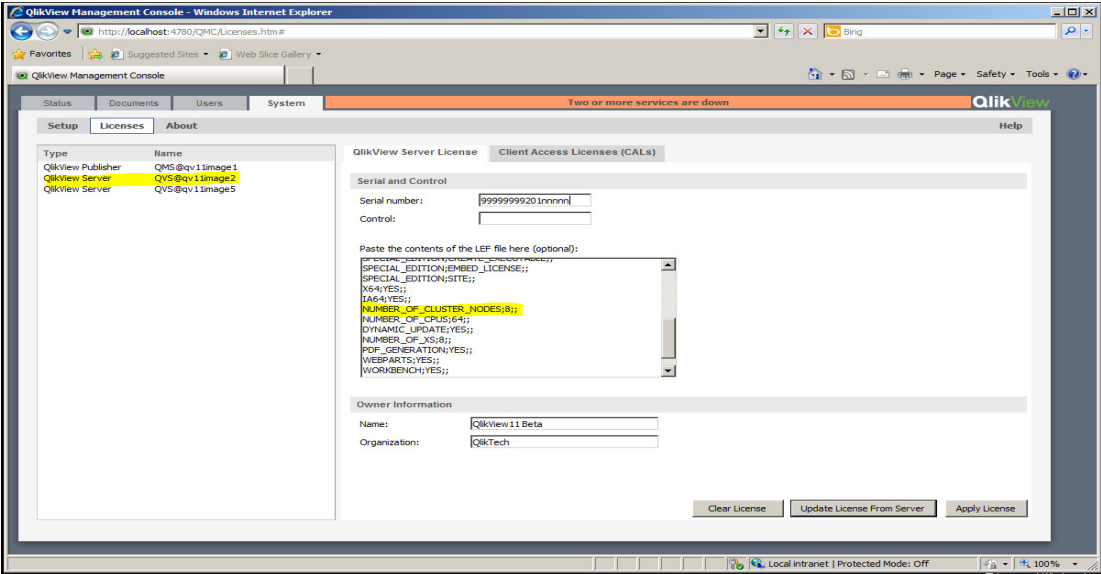 QlikView Management Console - Windows Internet Explorer
http://localhost:4780/QMC/Licenses.htm#
Bing
Favorites Suggested Sites Web Slice Gallery
QlikView Management Console
Page Safety Tools
Status Documents Users System Two or more services are down QlikView
Setup Licenses About Help
Type Name
QlikView Publisher QMS@qv11image1
QlikView Server QVS@qv11image2
QlikView Server QVS@qv11image5
QlikView Server License Client Access Licenses (CALs)
Serial and Control
Serial number: 99999999201nnnnn
Control:
Paste the contents of the LEF file here (optional):
SPECIAL_EDITION;CREATE_EXECUTABLE;;
SPECIAL_EDITION;EMBED_LICENSE;;
SPECIAL_EDITION;SITE;;
X64;YES;;
IA64;YES;;
NUMBER_OF_CLUSTER_NODES;8;;
NUMBER_OF_CPUS;64;;
DYNAMIC_UPDATE;YES;;
NUMBER_OF_XS;8;;
PDF_GENERATION;YES;;
WEBPARTS;YES;;
WORKBENCH;YES;;
Owner Information
Name: QlikView11 Beta
Organization: QlikTech
Clear License Update License From Server Apply License
Local intranet | Protected Mode: Off 100%